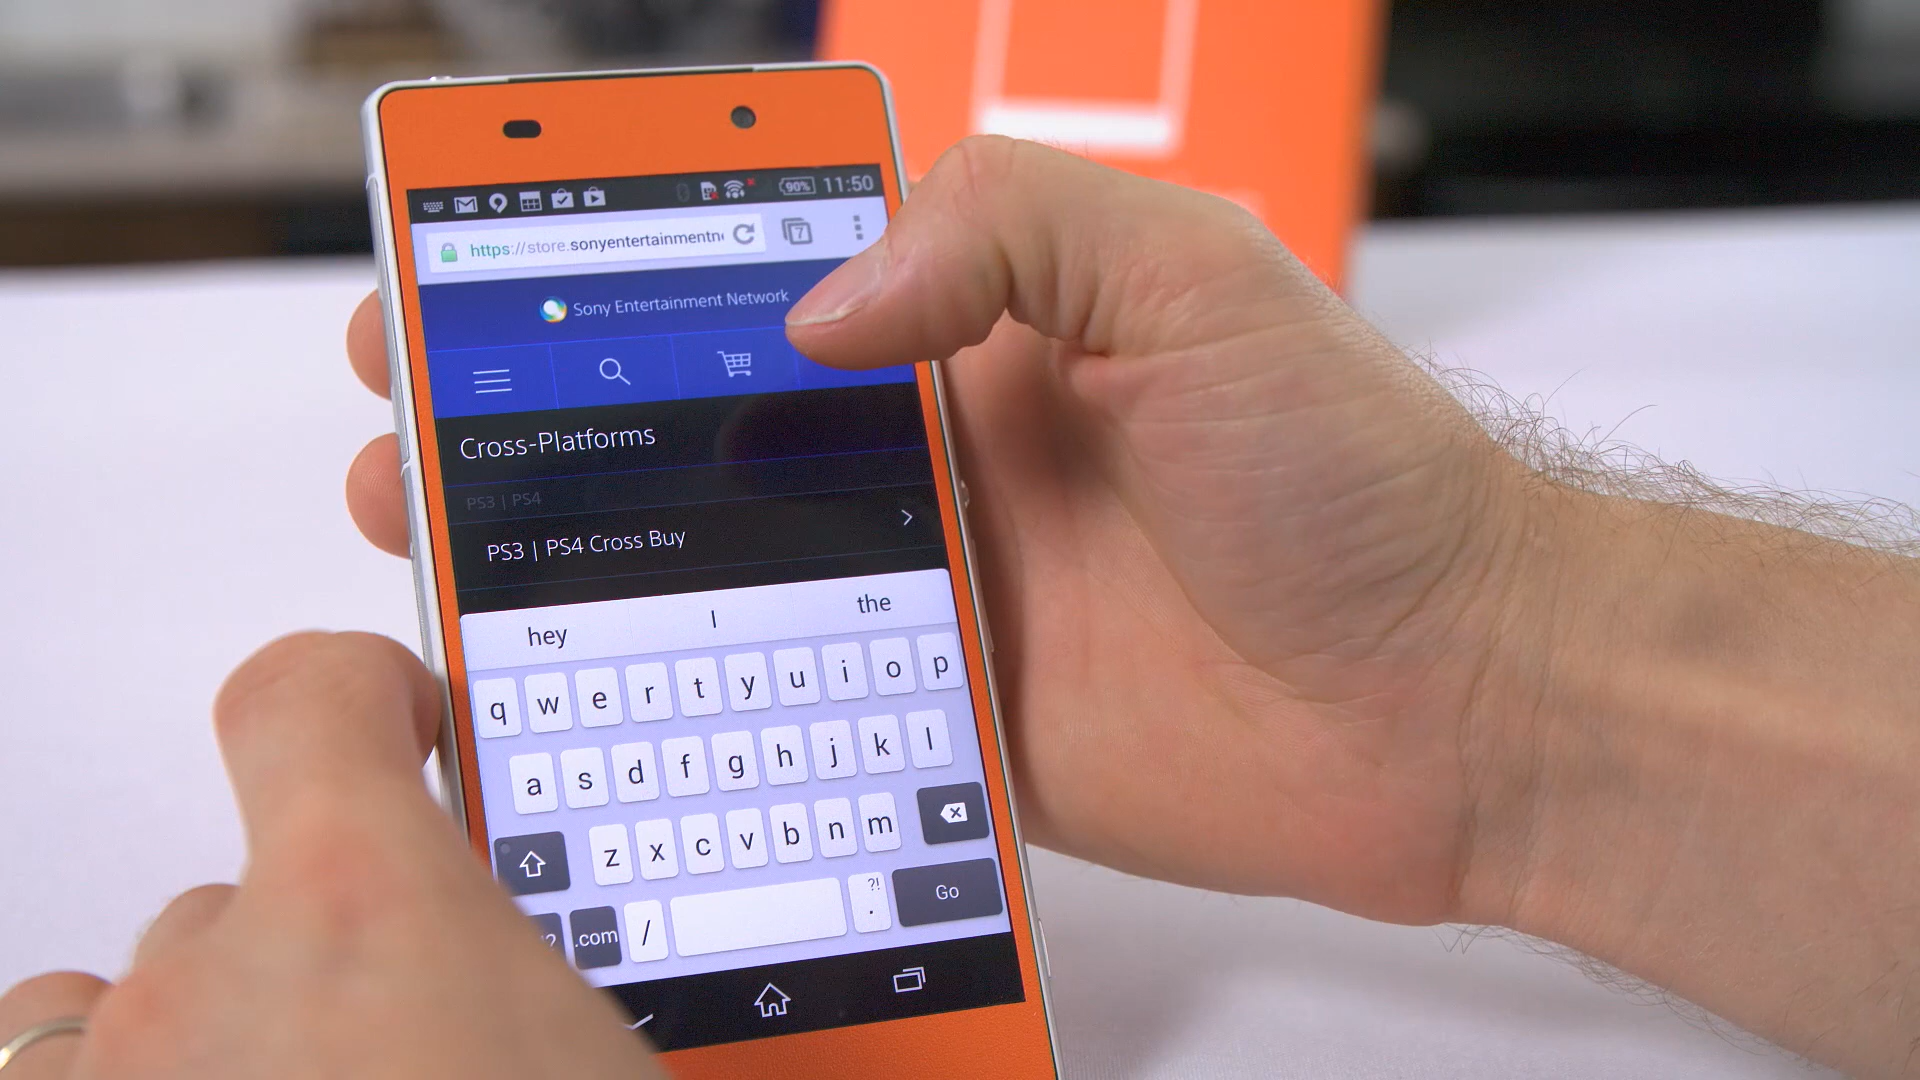 90% 11:50
https://store.sonyentertainmentn
7
Sony Entertainment Network
Cross-Platforms
PS3 | PS4
PS3 | PS4 Cross Buy
hey I the
q w e r t y u i o p
a s d f g h j k l
z x c v b n m
?!
.com / . Go